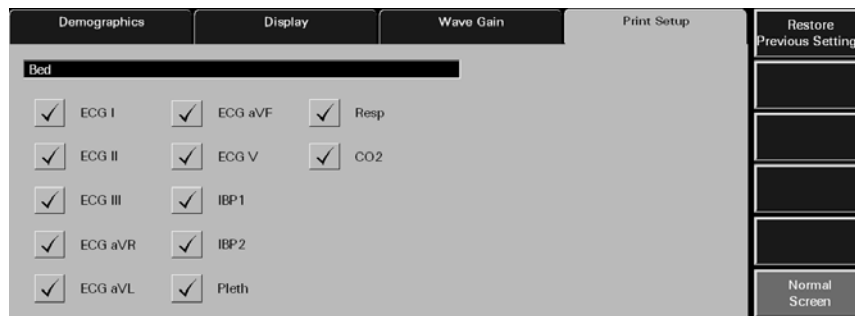 Demographics
Display
Wave Gain
Print Setup
Restore
Previous Setting
Bed
ECG I
ECG aVF
Resp
ECG II
ECG V
CO2
ECG III
IBP1
ECG aVR
IBP2
ECG aVL
Pleth
Normal
Screen